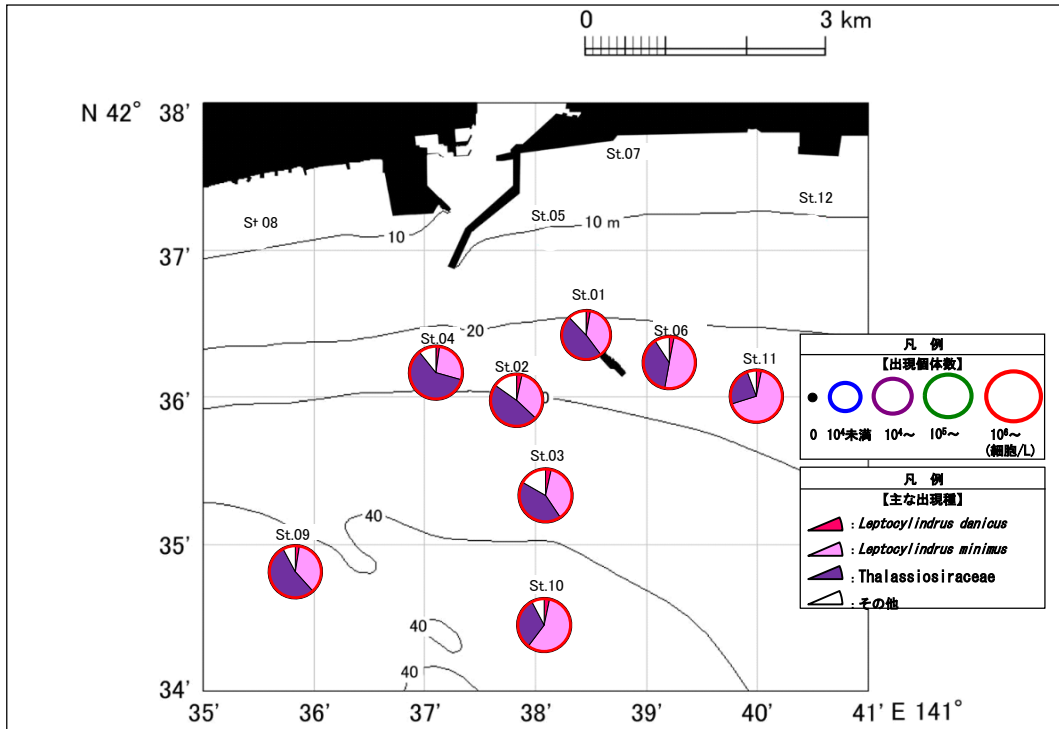 0 3 km
N 42° 38'
St.07
St 08
St.05
St.12
10
10 m
37'
St.01
20
St.04
St.06
St.02
St.11
36'
0
St.03
40
35'
St.09
St.10
40
40
34'
35' 36' 37' 38' 39' 40' 41' E 141°
凡 例
【出現個体数】
0 10⁴未満 10⁴~ 10⁵~ 10⁶~
(細胞/L)
凡 例
【主な出現種】
: Leptocylindrus danicus
: Leptocylindrus minimus
: Thalassiosiraceae
: その他